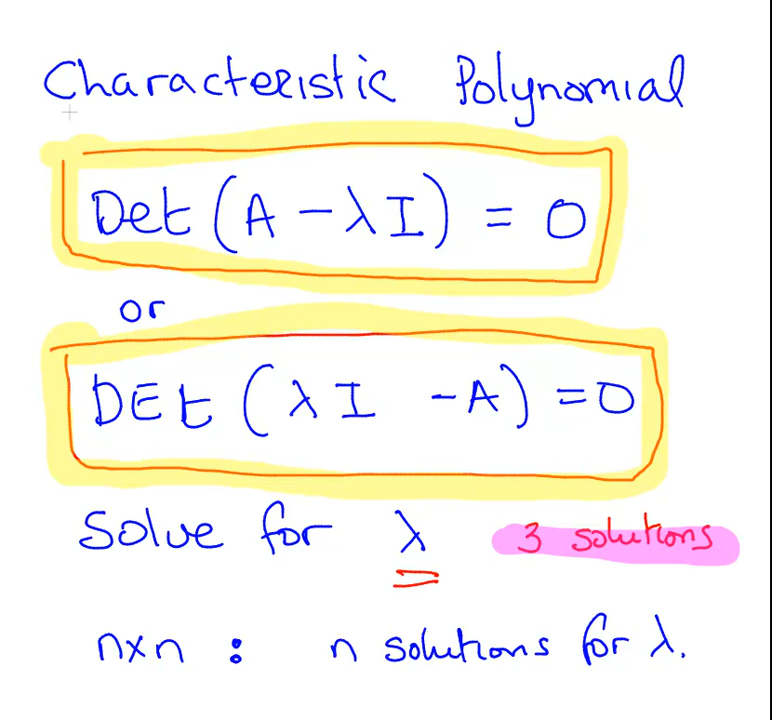 Characteristic Polynomial
Det (A - λI) = 0
or
DEt (λI - A) = 0
Solve for λ 3 solutions
nxn : n solutions for λ.